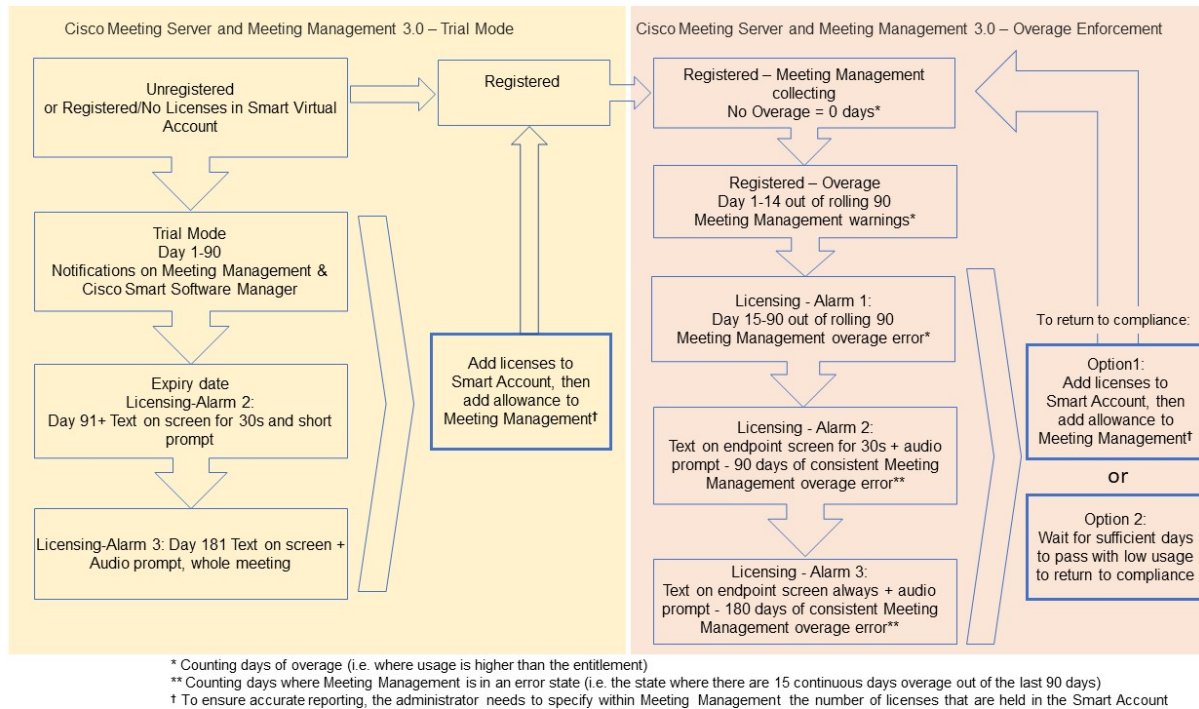 Cisco Meeting Server and Meeting Management 3.0 – Trial Mode
Unregistered
or Registered/No Licenses in Smart Virtual
Account
Registered
Trial Mode
Day 1-90
Notifications on Meeting Management &
Cisco Smart Software Manager
Expiry date
Licensing-Alarm 2:
Day 91+ Text on screen for 30s and short
prompt
Licensing-Alarm 3: Day 181 Text on screen +
Audio prompt, whole meeting
Add licenses to
Smart Account, then
add allowance to
Meeting Management†
Cisco Meeting Server and Meeting Management 3.0 – Overage Enforcement
Registered – Meeting Management
collecting
No Overage = 0 days*
Registered – Overage
Day 1-14 out of rolling 90
Meeting Management warnings*
Licensing - Alarm 1:
Day 15-90 out of rolling 90
Meeting Management overage error*
Licensing - Alarm 2:
Text on endpoint screen for 30s + audio
prompt - 90 days of consistent Meeting
Management overage error**
Licensing - Alarm 3:
Text on endpoint screen always + audio
prompt - 180 days of consistent Meeting
Management overage error**
To return to compliance:
Option1:
Add licenses to
Smart Account, then
add allowance to
Meeting Management†
or
Option 2:
Wait for sufficient days
to pass with low usage
to return to compliance
* Counting days of overage (i.e. where usage is higher than the entitlement)
** Counting days where Meeting Management is in an error state (i.e. the state where there are 15 continuous days overage out of the last 90 days)
† To ensure accurate reporting, the administrator needs to specify within Meeting Management the number of licenses that are held in the Smart Account